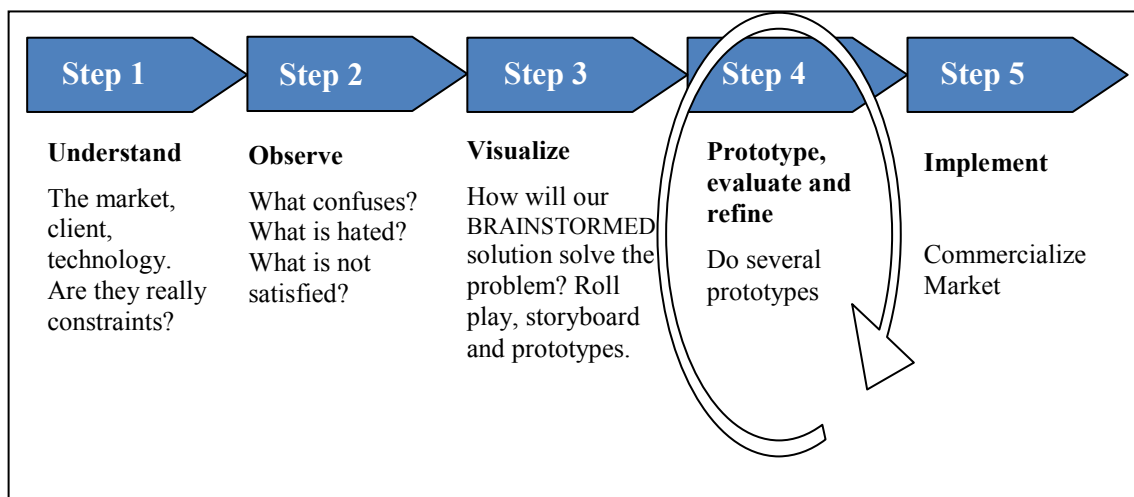 Step 1
Step 2
Step 3
Step 4
Step 5
Understand
The market,
client,
technology.
Are they really
constraints?
Observe
What confuses?
What is hated?
What is not
satisfied?
Visualize
How will our
BRAINSTORMED
solution solve the
problem? Roll
play, storyboard
and prototypes.
Prototype,
evaluate and
refine
Do several
prototypes
Implement
Commercialize
Market